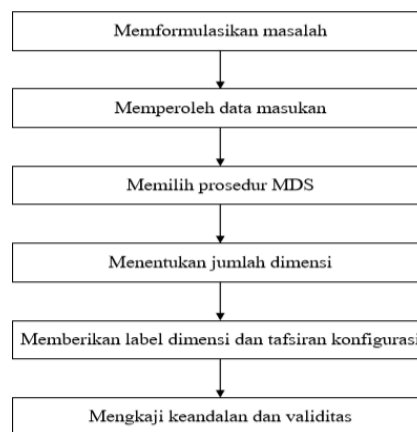 Memformulasikan masalah
Memperoleh data masukan
Memilih prosedur MDS
Menentukan jumlah dimensi
Memberikan label dimensi dan tafsiran konfigurasi
Mengkaji keandalan dan validitas